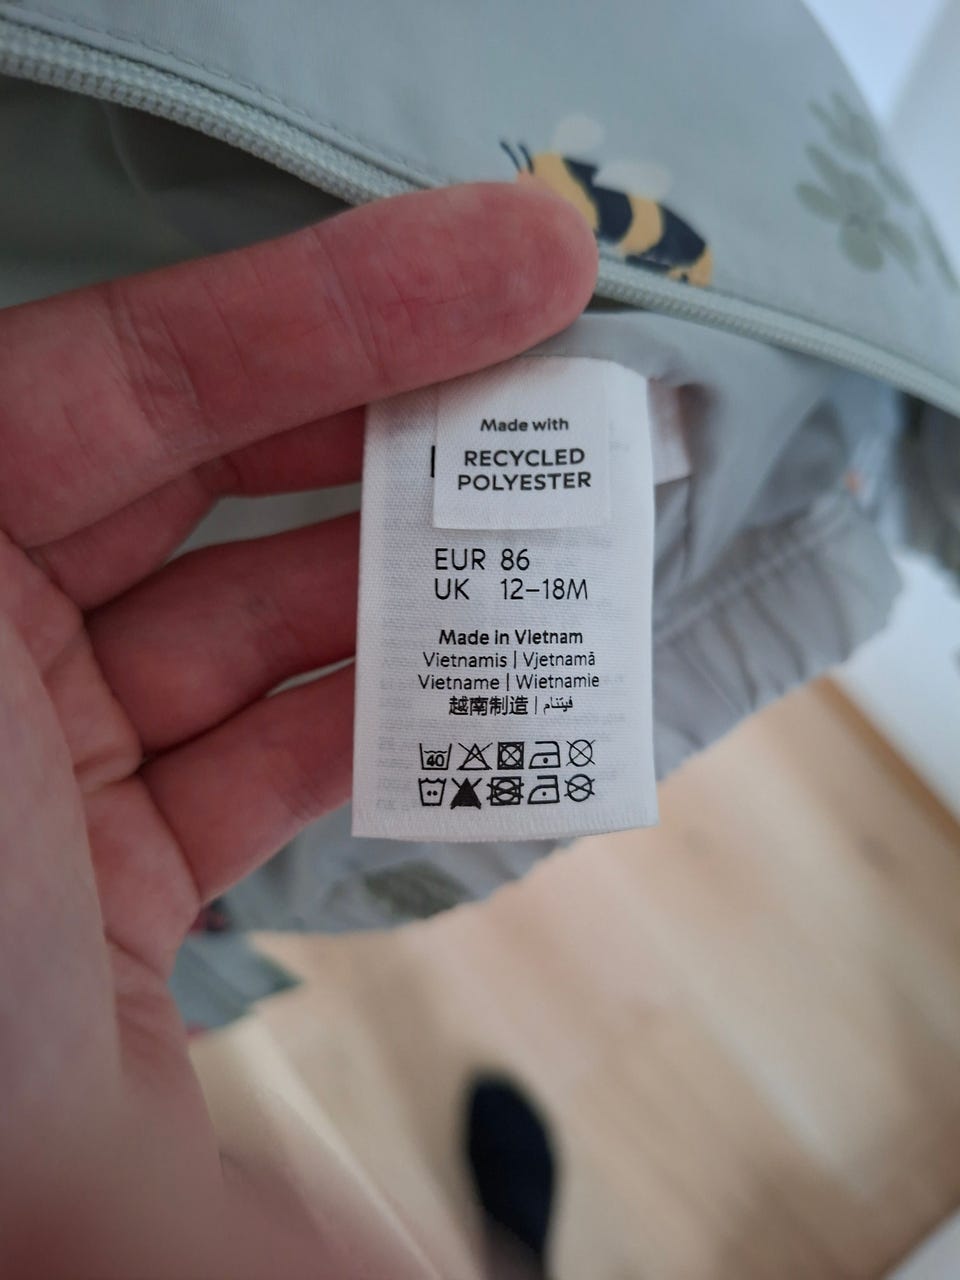 Made with
RECYCLED
POLYESTER
EUR 86
UK 12–18M
Made in Vietnam
Vietnamis | Vjetnamā
Vietname | Wietnamie
越南制造 | فيتنام
40